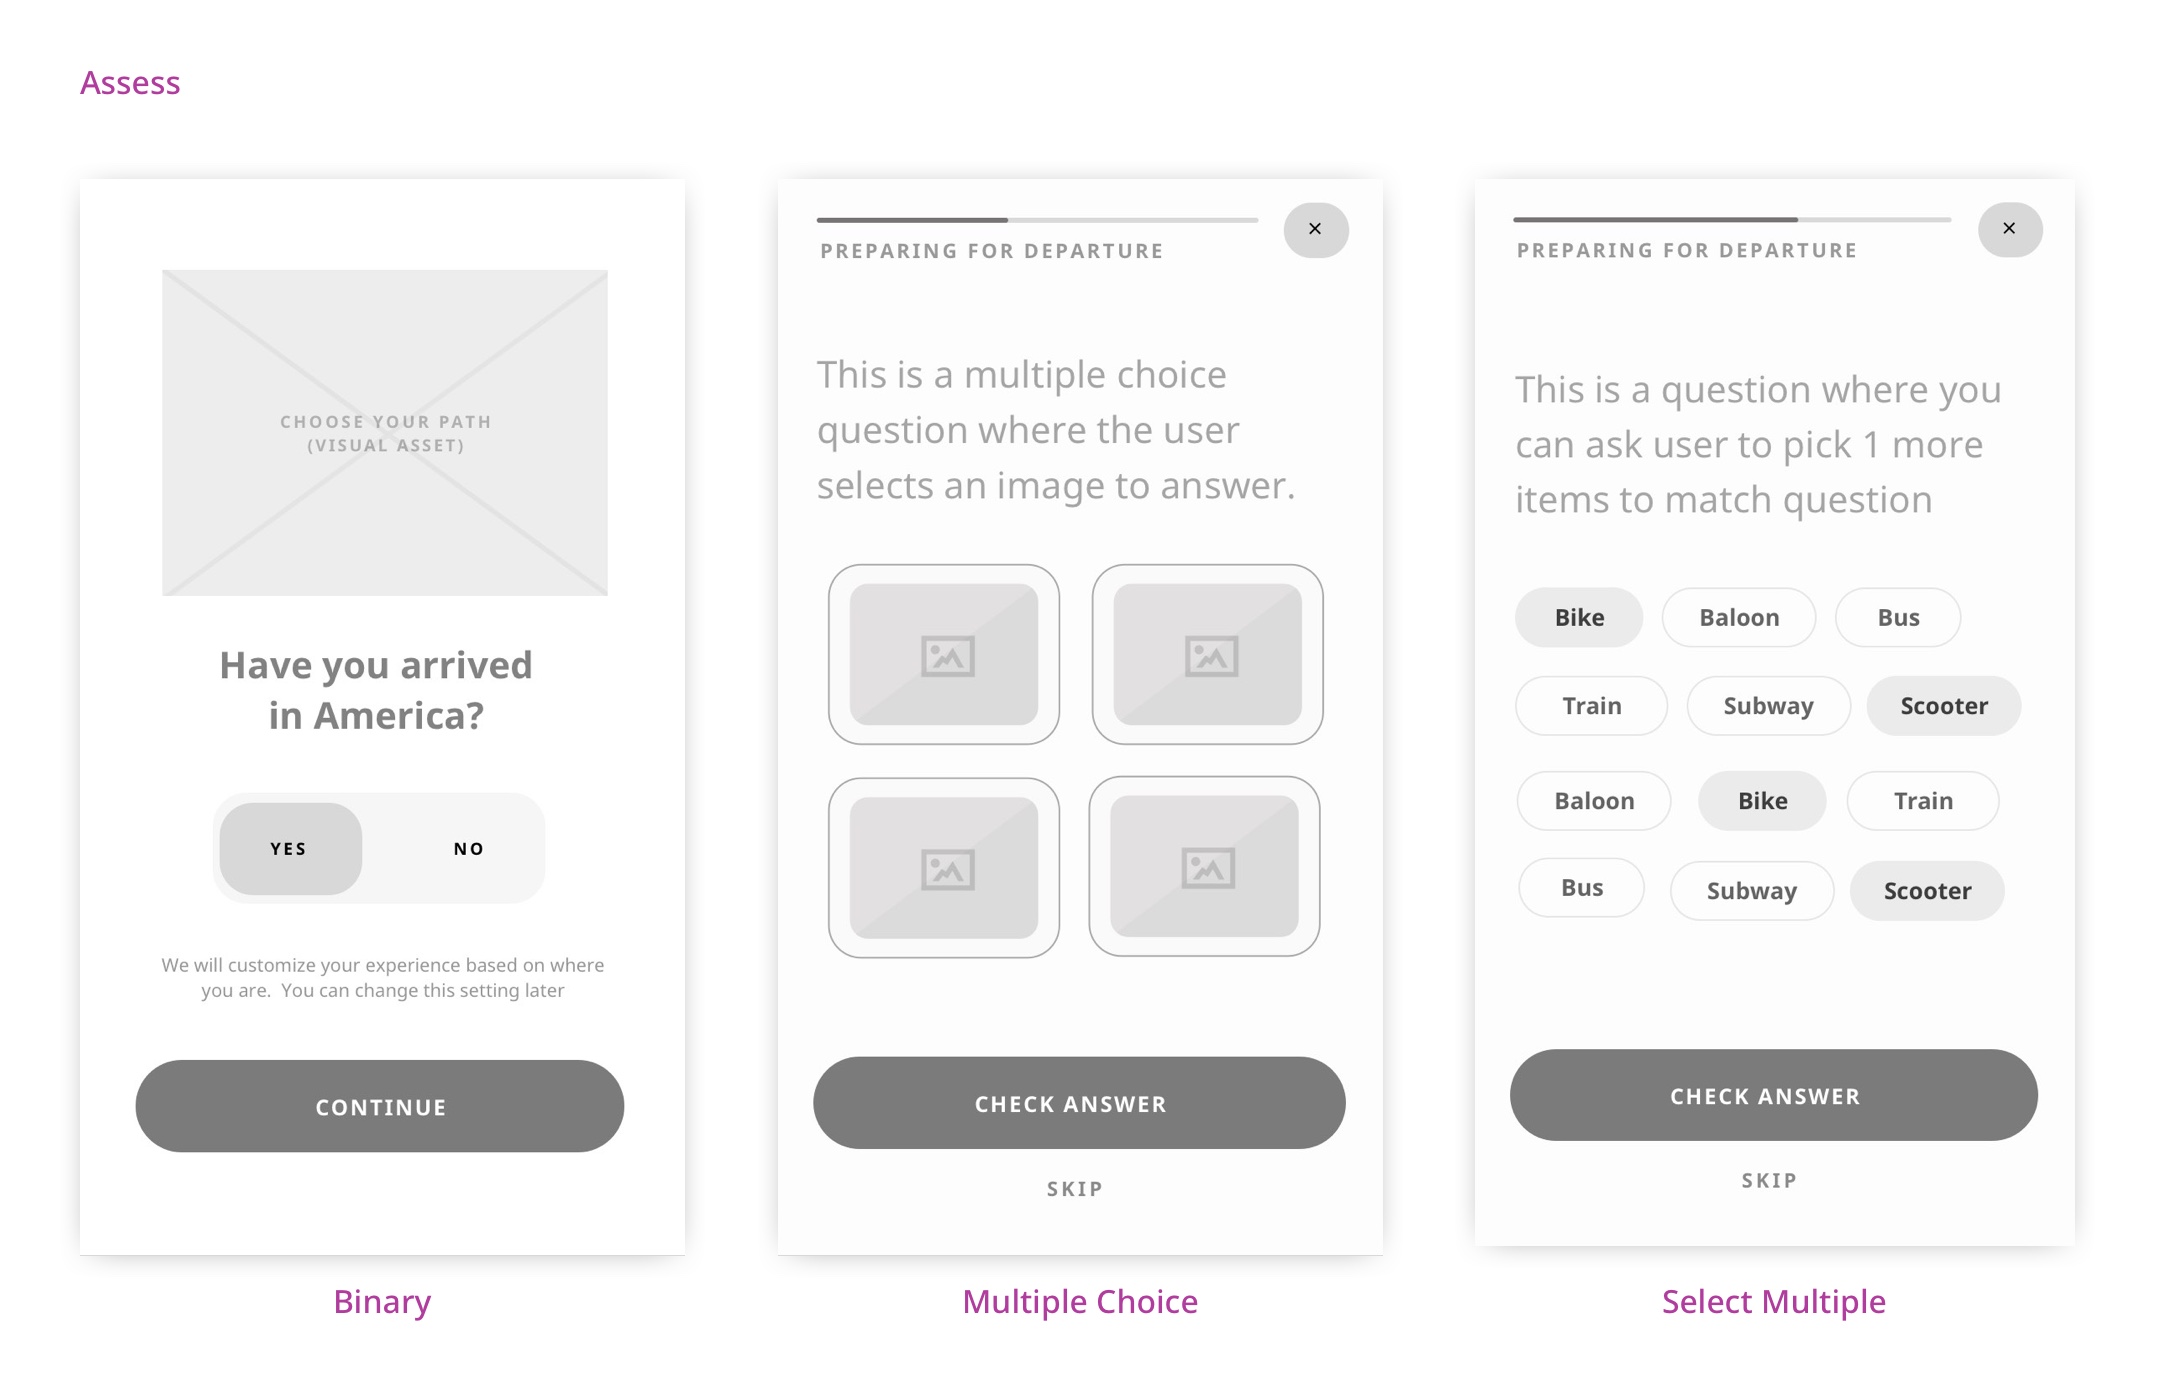 Assess
CHOOSE YOUR PATH
(VISUAL ASSET)
Have you arrived
in America?
YES NO
We will customize your experience based on where
you are.  You can change this setting later
CONTINUE
Binary
×
PREPARING FOR DEPARTURE
This is a multiple choice
question where the user
selects an image to answer.
CHECK ANSWER
SKIP
Multiple Choice
×
PREPARING FOR DEPARTURE
This is a question where you
can ask user to pick 1 more
items to match question
Bike Baloon Bus
Train Subway Scooter
Baloon Bike Train
Bus Subway Scooter
CHECK ANSWER
SKIP
Select Multiple